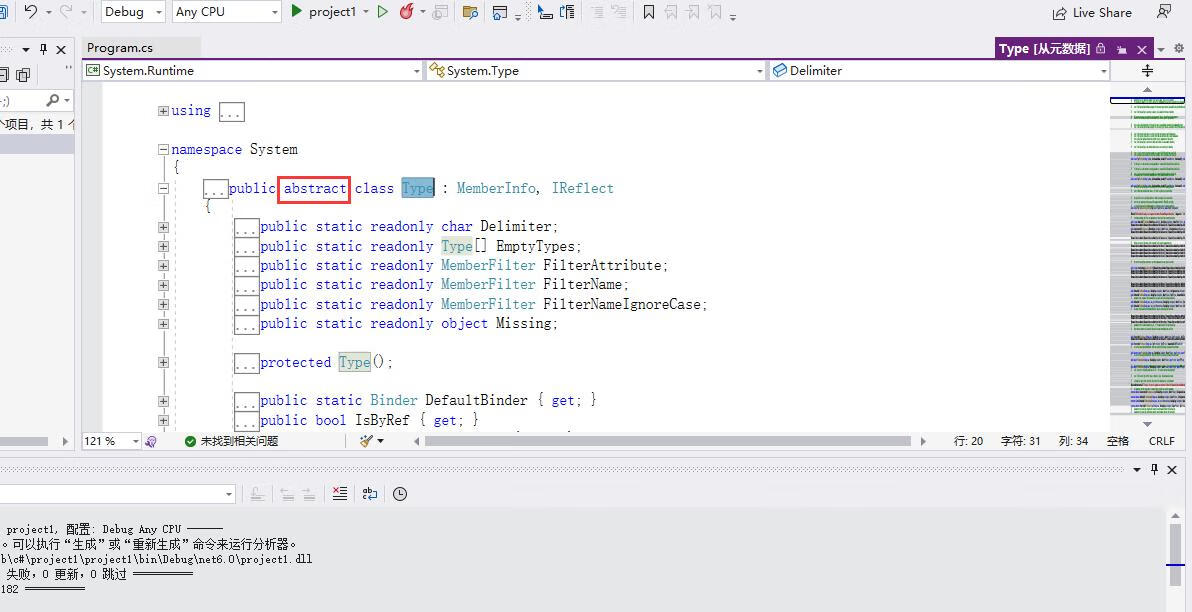 Debug Any CPU project1 Live Share
Program.cs Type [从元数据]
System.Runtime System.Type Delimiter
using ...
个项目，共 1 个
namespace System
{
...public abstract class Type : MemberInfo, IReflect
{
...public static readonly char Delimiter;
...public static readonly Type[] EmptyTypes;
...public static readonly MemberFilter FilterAttribute;
...public static readonly MemberFilter FilterName;
...public static readonly MemberFilter FilterNameIgnoreCase;
...public static readonly object Missing;
...protected Type();
...public static Binder DefaultBinder { get; }
...public bool IsByRef { get; }
121 % 未找到相关问题 行: 20 字符: 31 列: 34 空格 CRLF
project1, 配置: Debug Any CPU ------
。可以执行“生成”或“重新生成”命令来运行分析器。
b\c#\project1\project1\bin\Debug\net6.0\project1.dll
失败，0 更新，0 跳过 ==========
182 ==========